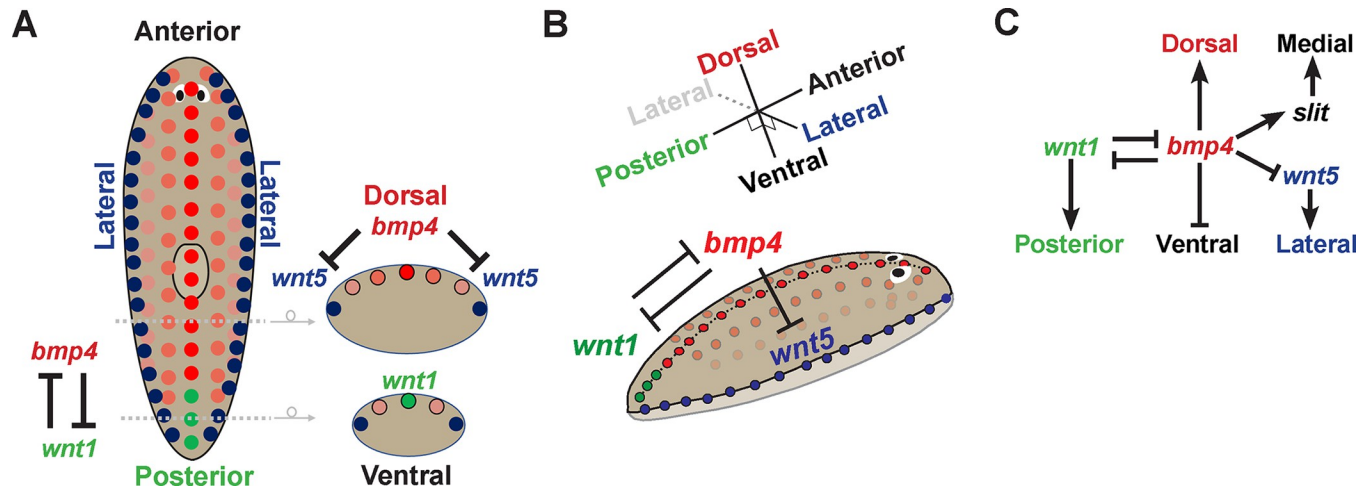 A
Anterior
Lateral
Lateral
Dorsal
bmp4
wnt5
wnt5
bmp4
wnt1
wnt1
Posterior
Ventral
B
Dorsal
Anterior
Lateral
Lateral
Posterior
Ventral
bmp4
wnt1
wnt5
C
Dorsal
Medial
slit
wnt1
bmp4
wnt5
Posterior
Ventral
Lateral